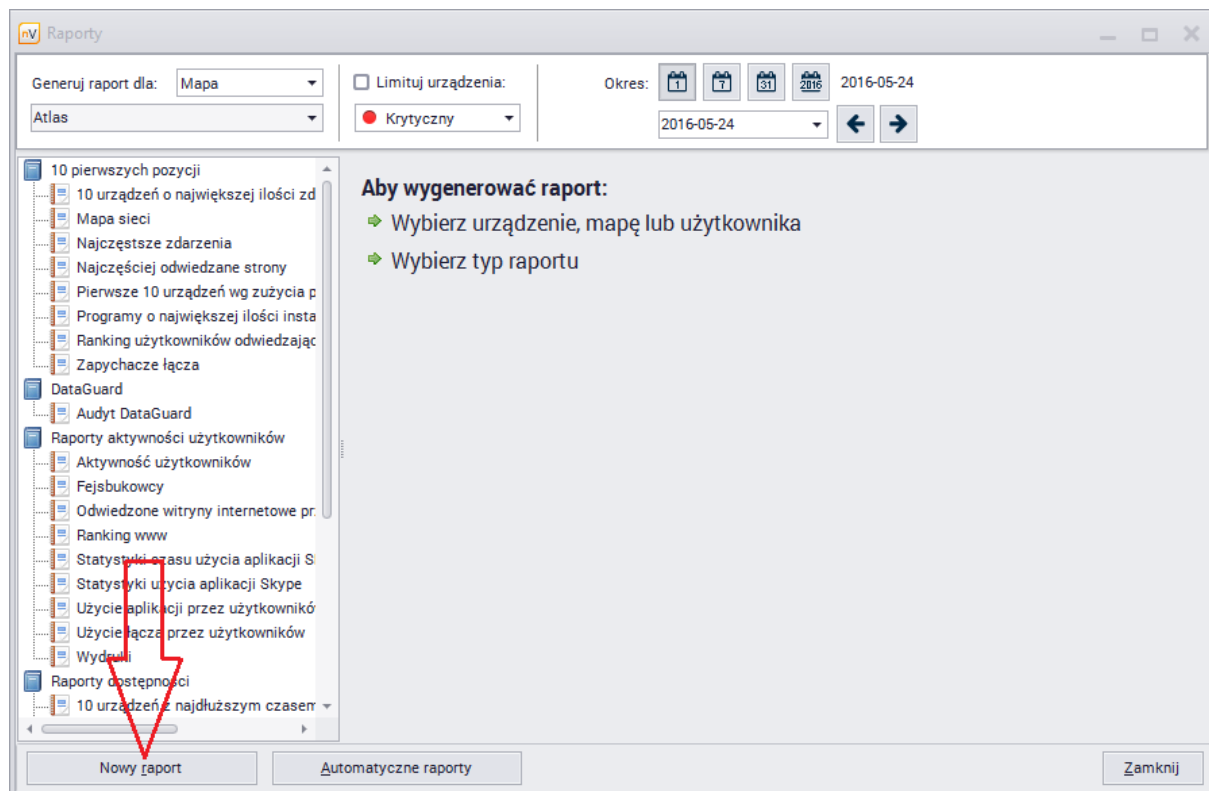 nV Raporty
Generuj raport dla: Mapa
Limituj urządzenia:
Okres: 1 7 31 2016 2016-05-24
Atlas
Krytyczny
2016-05-24
10 pierwszych pozycji
10 urządzeń o największej ilości zd
Mapa sieci
Najczęstsze zdarzenia
Najczęściej odwiedzane strony
Pierwsze 10 urządzeń wg zużycia p
Programy o największej ilości insta
Ranking użytkowników odwiedzając
Zapychacze łącza
DataGuard
Audyt DataGuard
Raporty aktywności użytkowników
Aktywność użytkowników
Fejsbukowcy
Odwiedzone witryny internetowe pr
Ranking www
Statystyki czasu użycia aplikacji S
Statystyki użycia aplikacji Skype
Użycie aplikacji przez użytkownikó
Użycie łącza przez użytkowników
Wydruki
Raporty dostępności
10 urządzeń z najdłuższym czasem
Aby wygenerować raport:
Wybierz urządzenie, mapę lub użytkownika
Wybierz typ raportu
Nowy raport
Automatyczne raporty
Zamknij